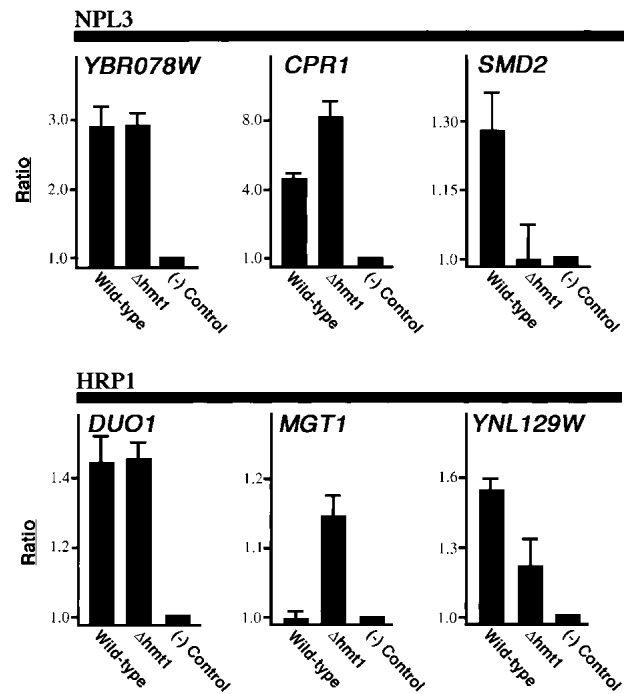 NPL3
YBR078W
CPR1
SMD2
Ratio
3.0
2.0
1.0
Wild-type
Δhmt1
(-) Control
8.0
4.0
1.0
Wild-type
Δhmt1
(-) Control
1.30
1.15
1.0
Wild-type
Δhmt1
(-) Control
HRP1
DUO1
MGT1
YNL129W
Ratio
1.4
1.2
1.0
Wild-type
Δhmt1
(-) Control
1.2
1.1
1.0
Wild-type
Δhmt1
(-) Control
1.6
1.3
1.0
Wild-type
Δhmt1
(-) Control